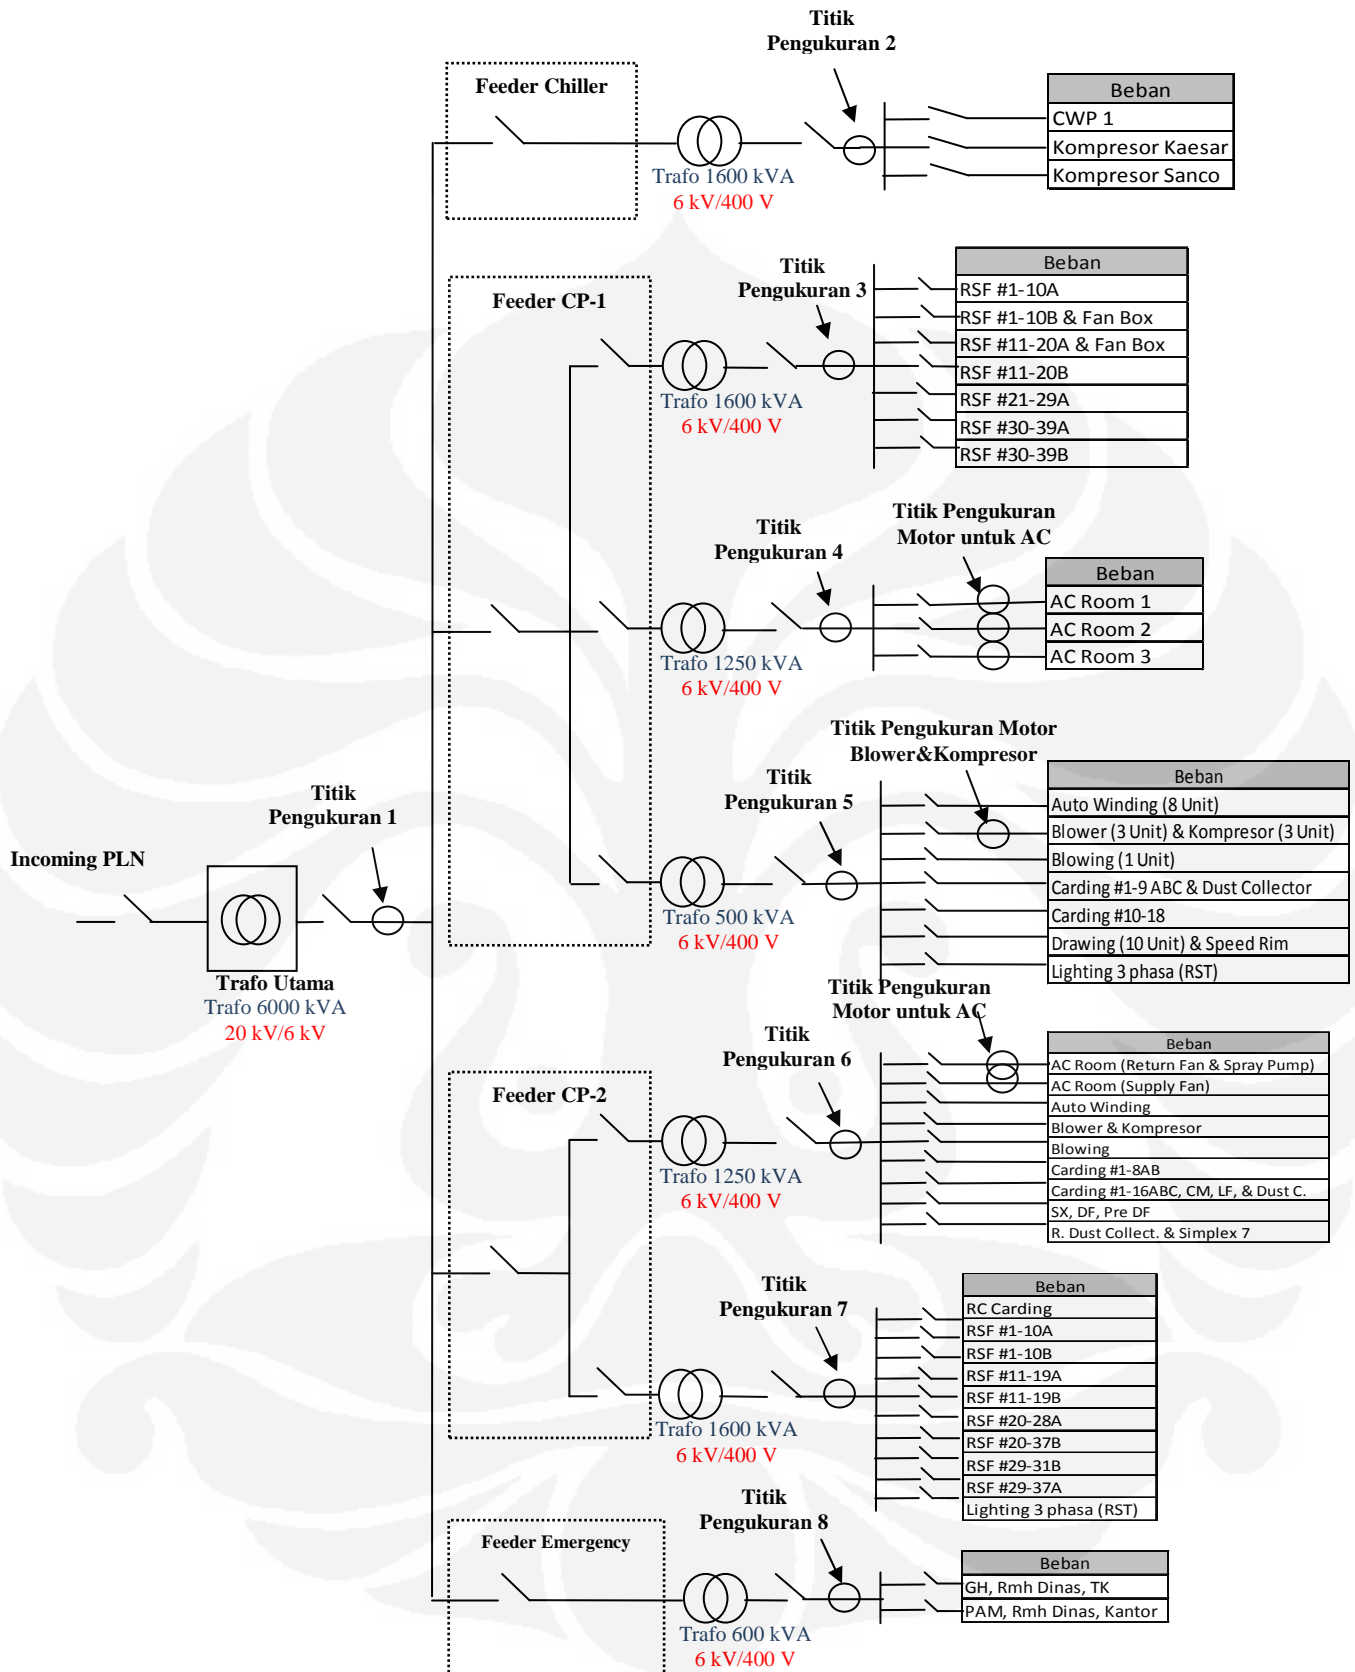 Titik
Pengukuran 2
Feeder Chiller
Trafo 1600 kVA
6 kV/400 V
Beban
CWP 1
Kompresor Kaesar
Kompresor Sanco
Feeder CP-1
Titik
Pengukuran 3
Trafo 1600 kVA
6 kV/400 V
Beban
RSF #1-10A
RSF #1-10B & Fan Box
RSF #11-20A & Fan Box
RSF #11-20B
RSF #21-29A
RSF #30-39A
RSF #30-39B
Titik
Pengukuran 4
Trafo 1250 kVA
6 kV/400 V
Titik Pengukuran
Motor untuk AC
Beban
AC Room 1
AC Room 2
AC Room 3
Titik Pengukuran Motor
Blower&Kompresor
Titik
Pengukuran 5
Trafo 500 kVA
6 kV/400 V
Beban
Auto Winding (8 Unit)
Blower (3 Unit) & Kompresor (3 Unit)
Blowing (1 Unit)
Carding #1-9 ABC & Dust Collector
Carding #10-18
Drawing (10 Unit) & Speed Rim
Lighting 3 phasa (RST)
Titik
Pengukuran 1
Incoming PLN
Trafo Utama
Trafo 6000 kVA
20 kV/6 kV
Titik Pengukuran
Motor untuk AC
Titik
Pengukuran 6
Feeder CP-2
Trafo 1250 kVA
6 kV/400 V
Beban
AC Room (Return Fan & Spray Pump)
AC Room (Supply Fan)
Auto Winding
Blower & Kompresor
Blowing
Carding #1-8AB
Carding #1-16ABC, CM, LF, & Dust C.
SX, DF, Pre DF
R. Dust Collect. & Simplex 7
Titik
Pengukuran 7
Trafo 1600 kVA
6 kV/400 V
Beban
RC Carding
RSF #1-10A
RSF #1-10B
RSF #11-19A
RSF #11-19B
RSF #20-28A
RSF #20-37B
RSF #29-31B
RSF #29-37A
Lighting 3 phasa (RST)
Titik
Pengukuran 8
Feeder Emergency
Trafo 600 kVA
6 kV/400 V
Beban
GH, Rmh Dinas, TK
PAM, Rmh Dinas, Kantor